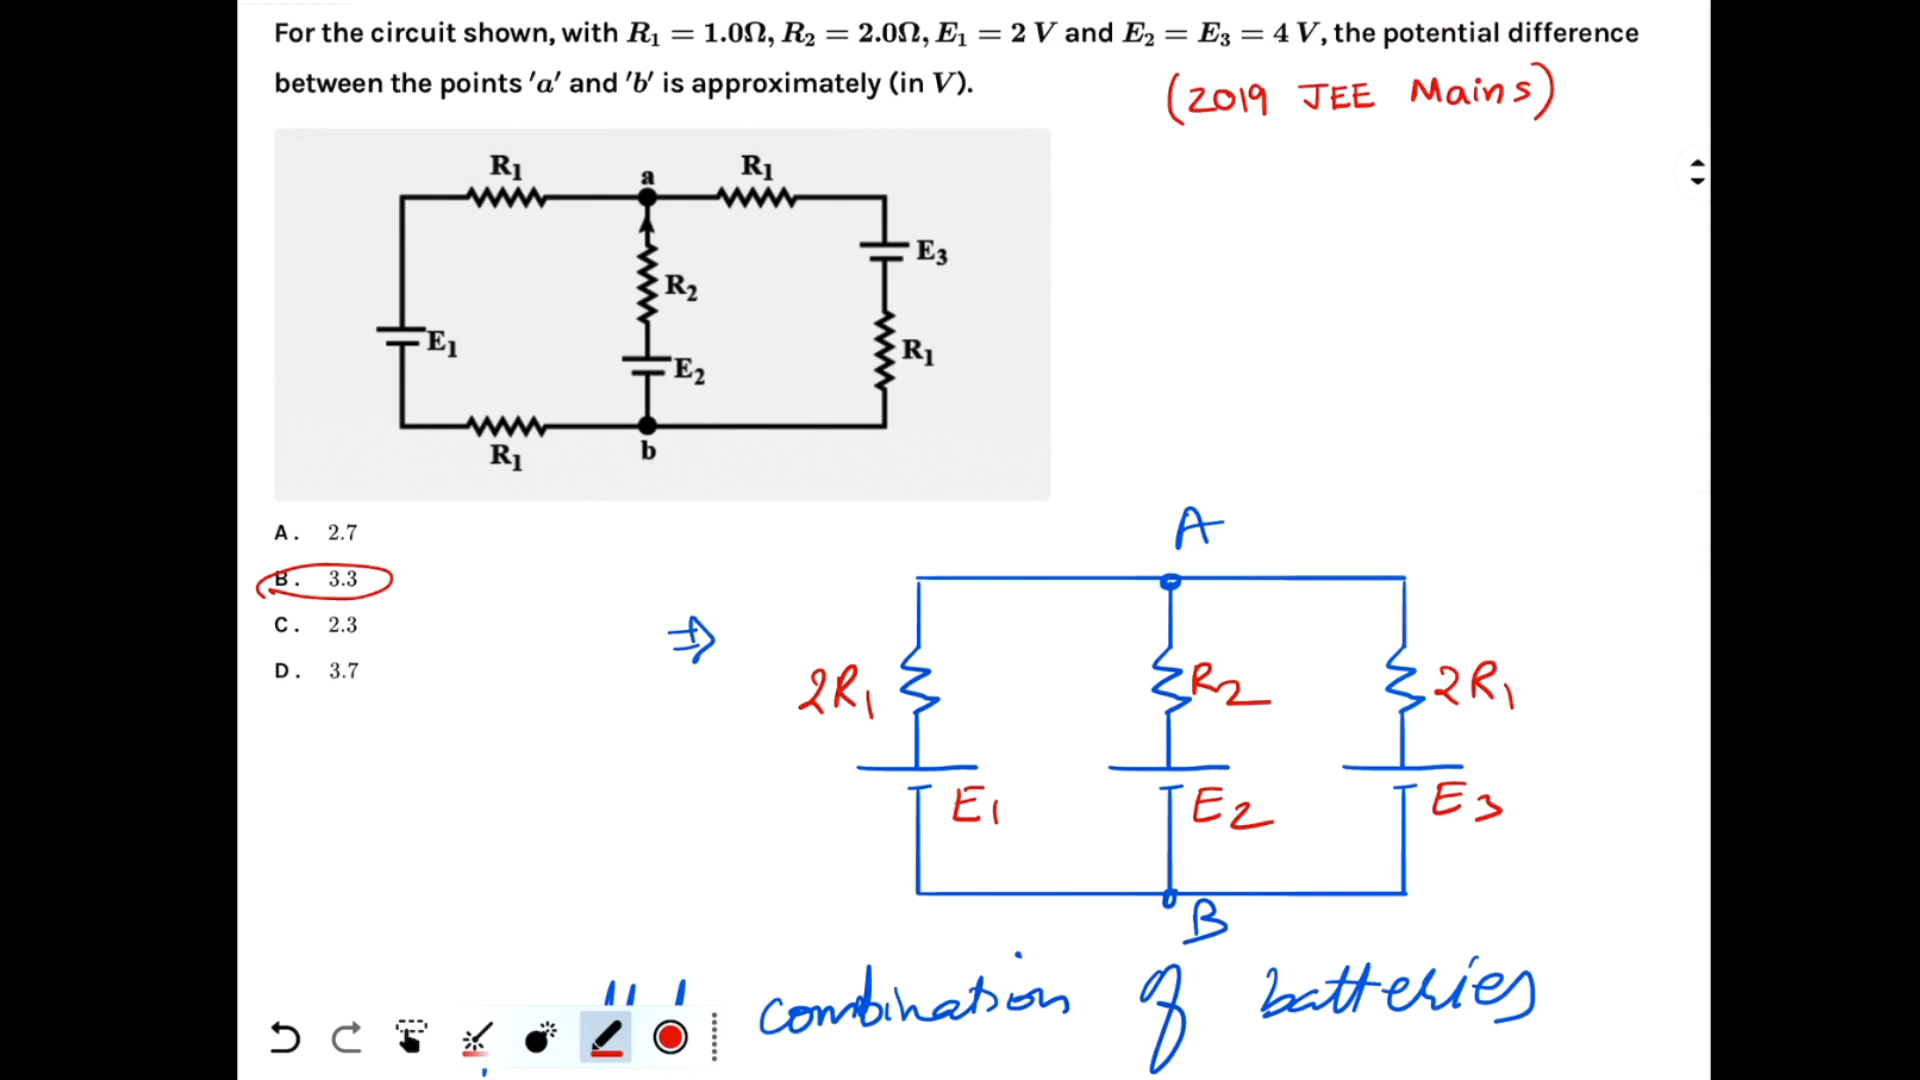 For the circuit shown, with R₁ = 1.0Ω, R₂ = 2.0Ω, E₁ = 2 V and E₂ = E₃ = 4 V, the potential difference
between the points 'a' and 'b' is approximately (in V).
(2019 JEE Mains)
R₁
a
R₁
E₃
R₂
E₁
E₂
R₁
R₁
b
A. 2.7
B. 3.3
C. 2.3
D. 3.7
A
2R₁
R₂
2R₁
E₁
E₂
E₃
B
combination of batteries